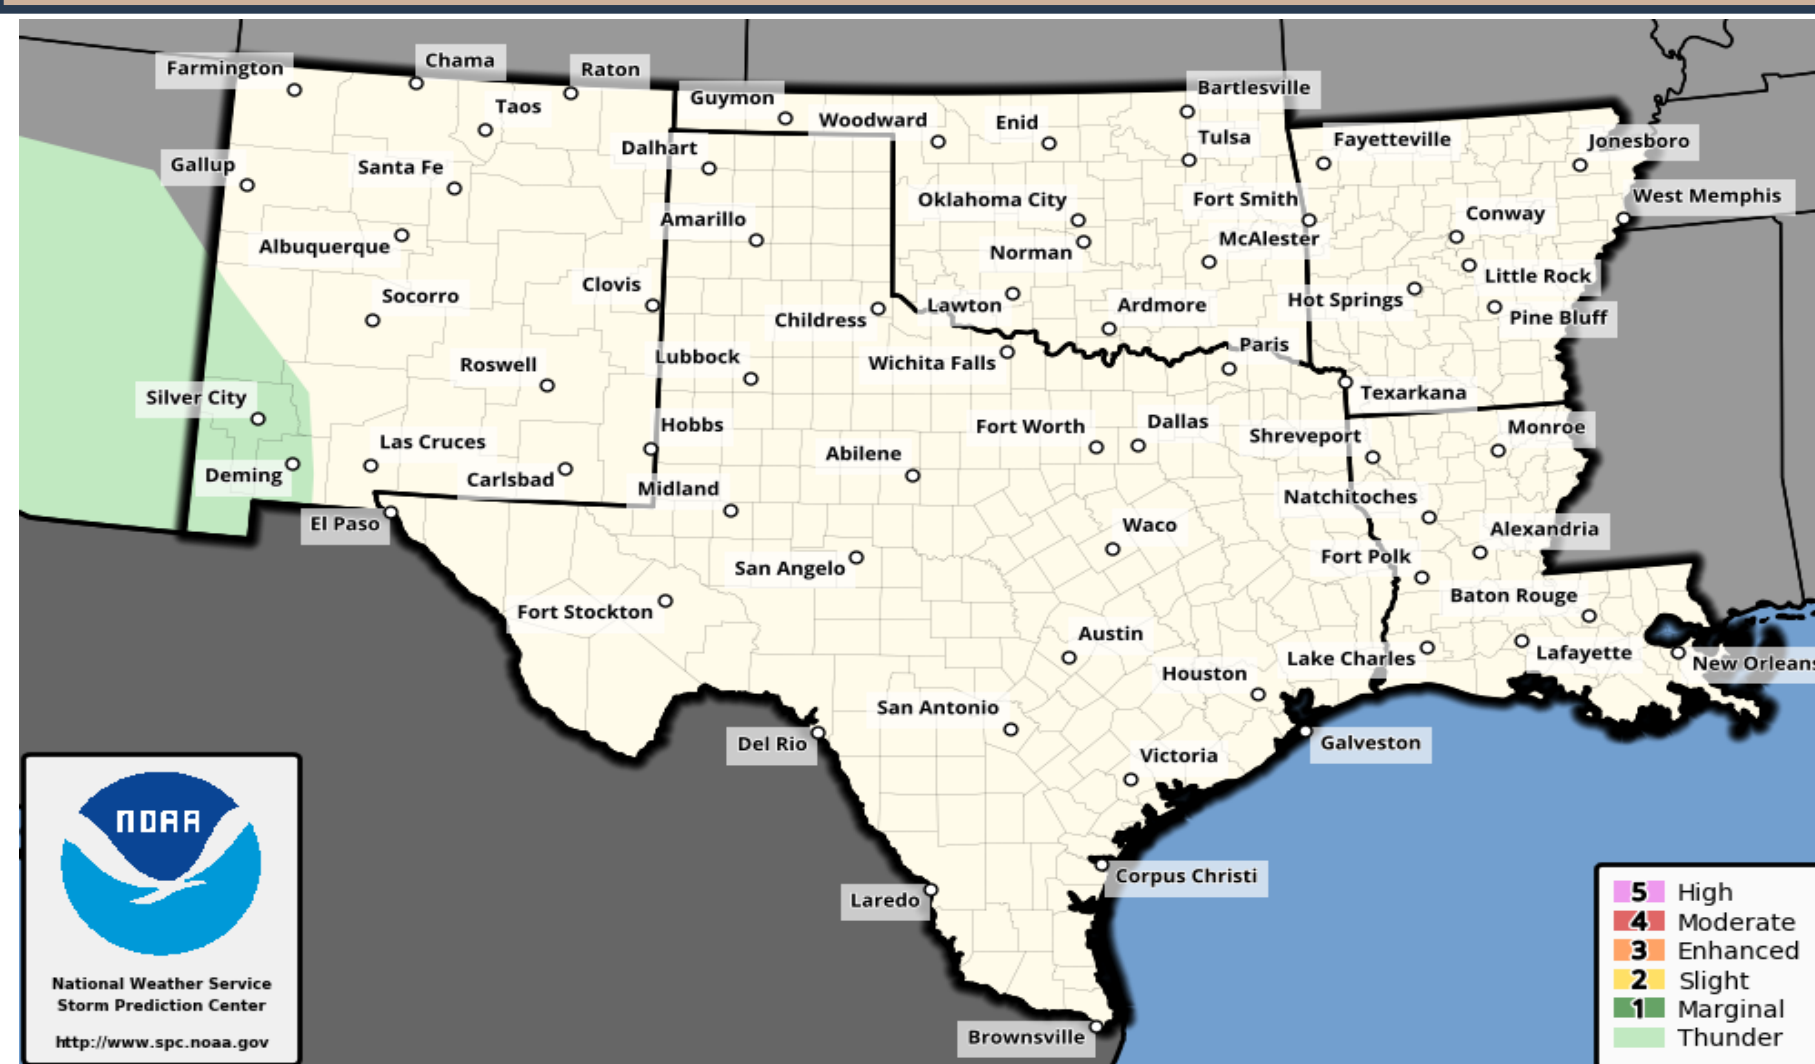 Farmington
Chama
Raton
Taos
Guymon
Woodward
Enid
Bartlesville
Tulsa
Fayetteville
Jonesboro
Gallup
Santa Fe
Dalhart
Oklahoma City
Fort Smith
West Memphis
Albuquerque
Amarillo
Norman
McAlester
Conway
Socorro
Clovis
Childress
Lawton
Ardmore
Hot Springs
Little Rock
Pine Bluff
Roswell
Lubbock
Wichita Falls
Paris
Texarkana
Silver City
Hobbs
Fort Worth
Dallas
Shreveport
Monroe
Deming
Las Cruces
Carlsbad
Midland
Abilene
Natchitoches
Alexandria
El Paso
San Angelo
Waco
Fort Polk
Baton Rouge
Fort Stockton
Austin
Houston
Lake Charles
Lafayette
New Orleans
San Antonio
Del Rio
Victoria
Galveston
Corpus Christi
Laredo
Brownsville
NOAA
National Weather Service
Storm Prediction Center
http://www.spc.noaa.gov
5 High
4 Moderate
3 Enhanced
2 Slight
1 Marginal
Thunder